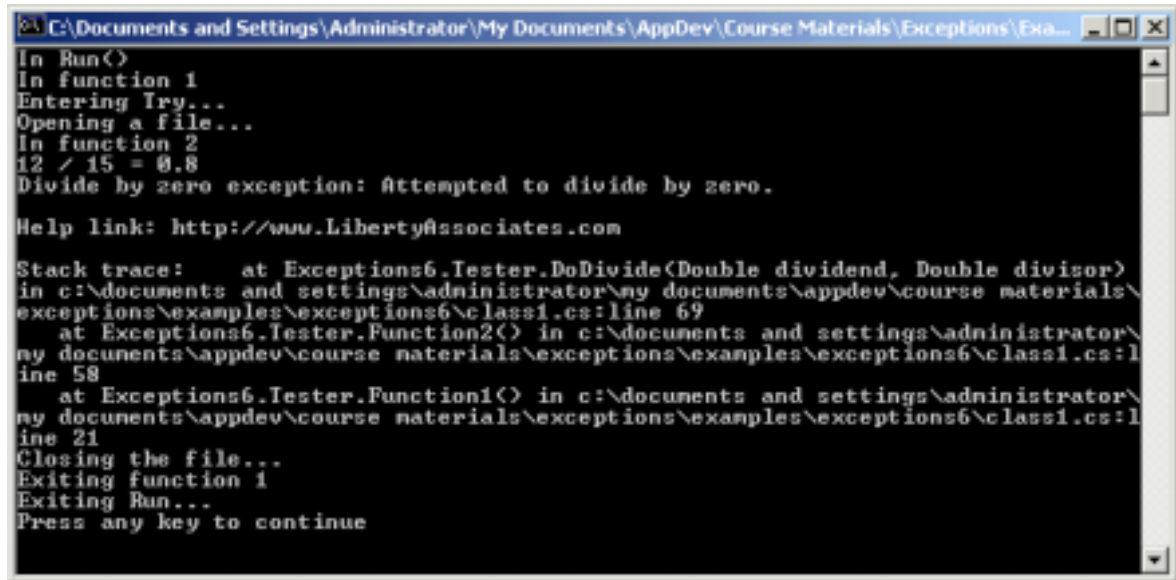 C:\Documents and Settings\Administrator\My Documents\AppDev\Course Materials\Exceptions\Exa...
In Run()
In function 1
Entering Try...
Opening a file...
In function 2
12 / 15 = 0.8
Divide by zero exception: Attempted to divide by zero.
Help link: http://www.LibertyAssociates.com
Stack trace:    at Exceptions6.Tester.DoDivide(Double dividend, Double divisor)
in c:\documents and settings\administrator\my documents\appdev\course materials\
exceptions\examples\exceptions6\class1.cs:line 69
   at Exceptions6.Tester.Function2() in c:\documents and settings\administrator\
my documents\appdev\course materials\exceptions\examples\exceptions6\class1.cs:l
ine 58
   at Exceptions6.Tester.Function1() in c:\documents and settings\administrator\
my documents\appdev\course materials\exceptions\examples\exceptions6\class1.cs:l
ine 21
Closing the file...
Exiting function 1
Exiting Run...
Press any key to continue